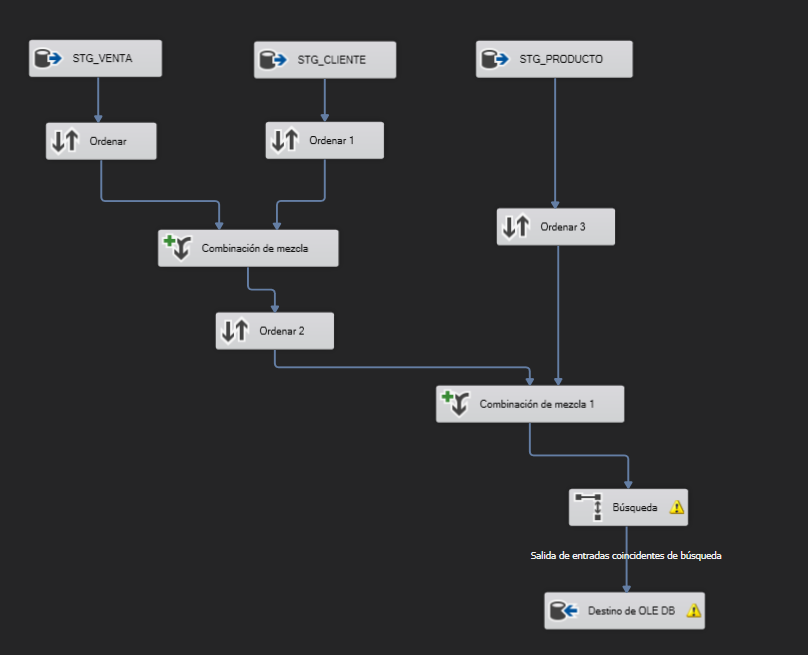 STG_VENTA
STG_CLIENTE
STG_PRODUCTO
Ordenar
Ordenar 1
Ordenar 3
Combinación de mezcla
Ordenar 2
Combinación de mezcla 1
Búsqueda
Salida de entradas coincidentes de búsqueda
Destino de OLE DB